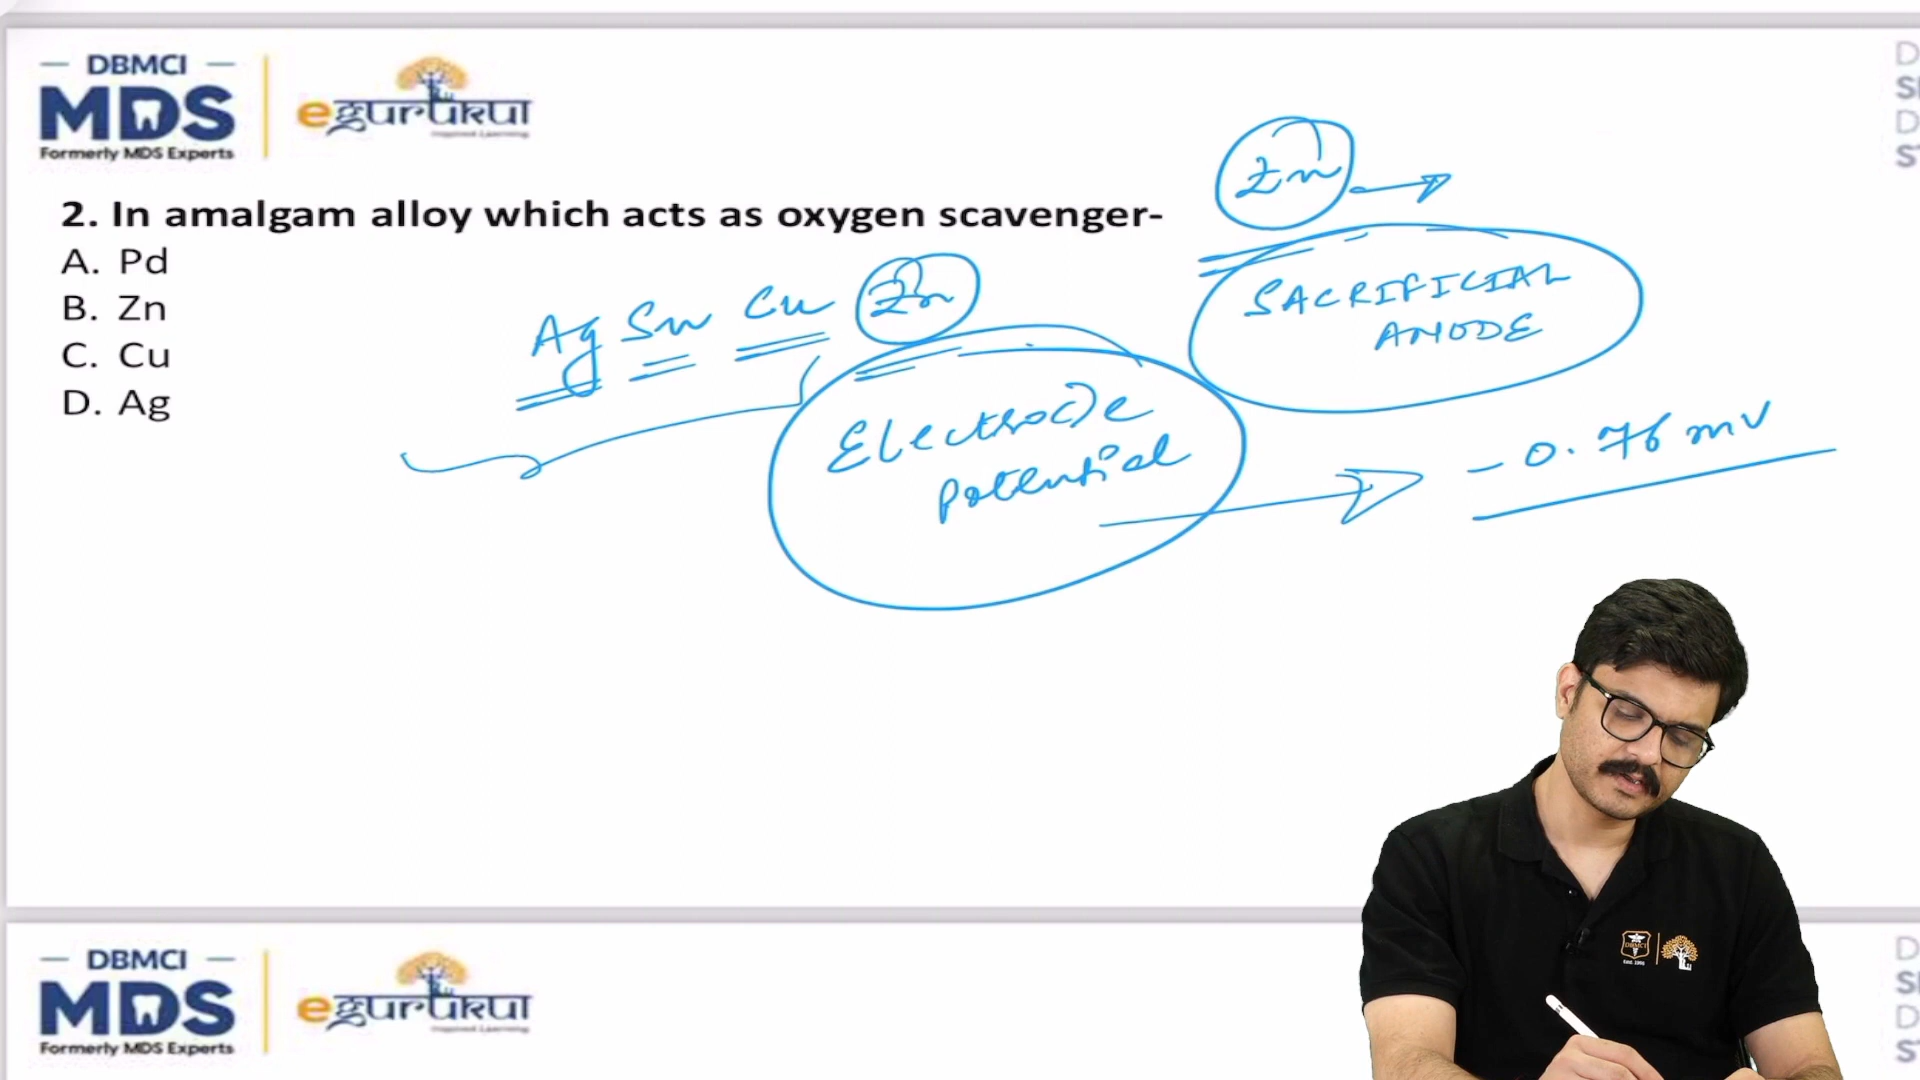 DBMCI
MDS
Formerly MDS Experts
egurukul
2. In amalgam alloy which acts as oxygen scavenger-
A. Pd
B. Zn
C. Cu
D. Ag
Ag Sn Cu Zn
Electrode
potential
Zn
SACRIFICIAL
ANODE
- 0.76 mV
DBMCI
DBMCI
MDS
Formerly MDS Experts
egurukul